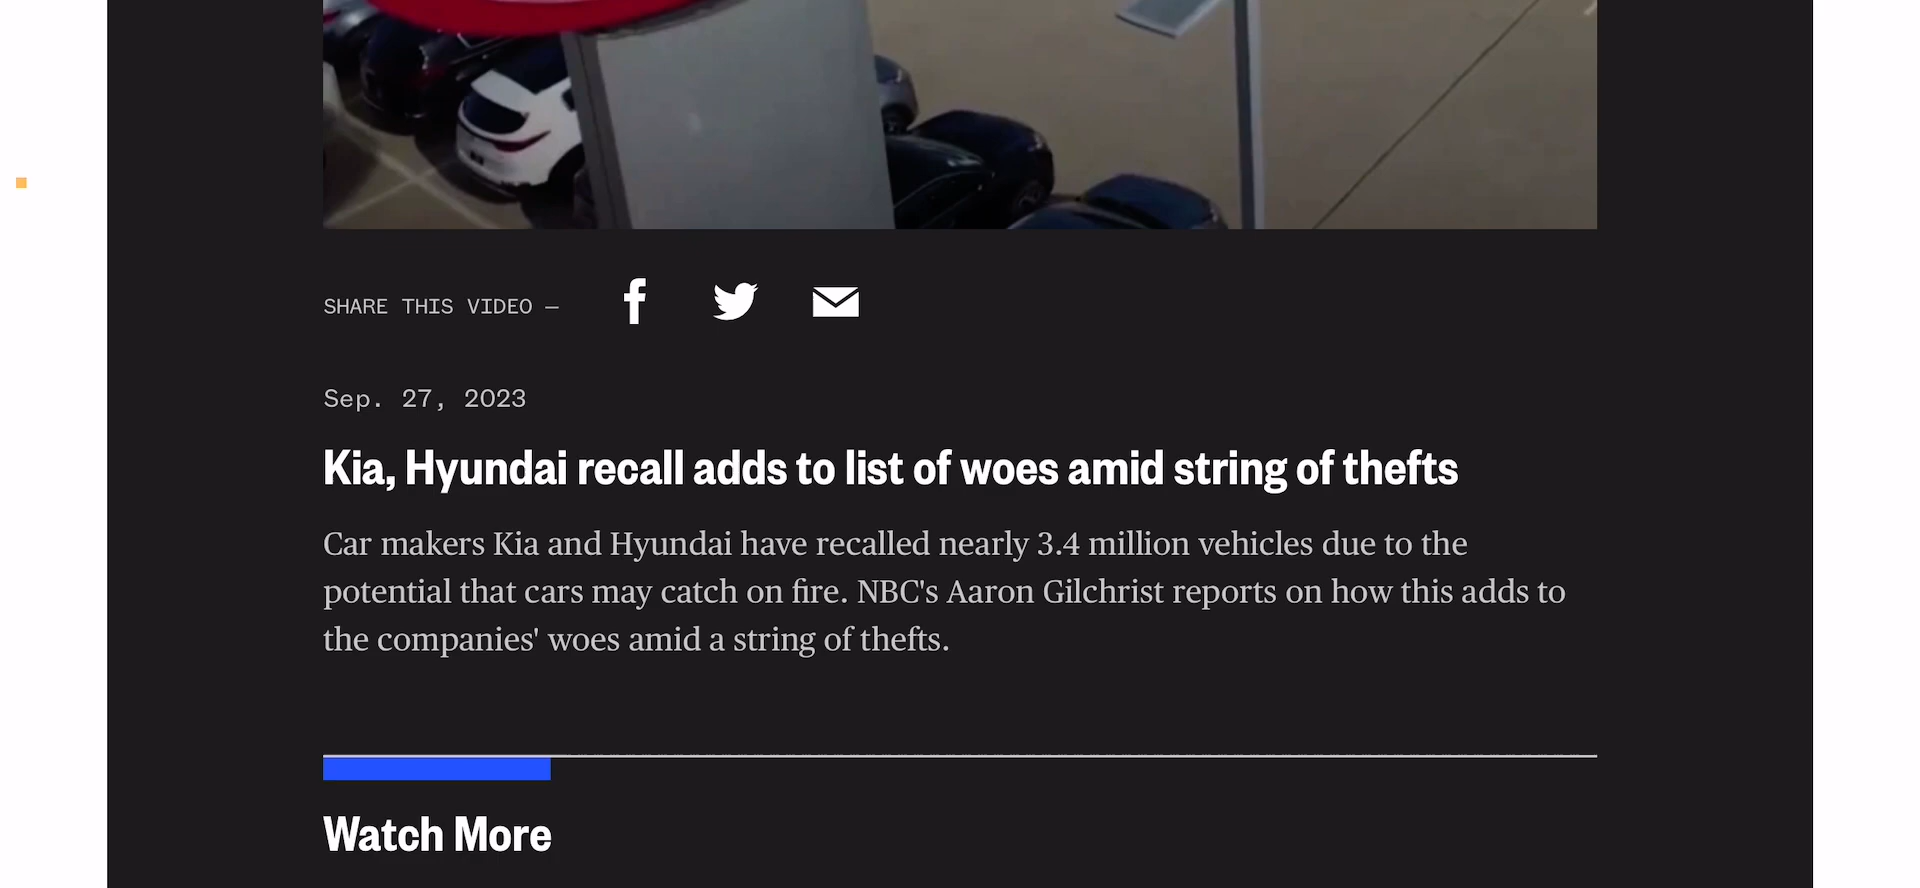 SHARE THIS VIDEO —
Sep. 27, 2023
Kia, Hyundai recall adds to list of woes amid string of thefts
Car makers Kia and Hyundai have recalled nearly 3.4 million vehicles due to the
potential that cars may catch on fire. NBC's Aaron Gilchrist reports on how this adds to
the companies' woes amid a string of thefts.
Watch More